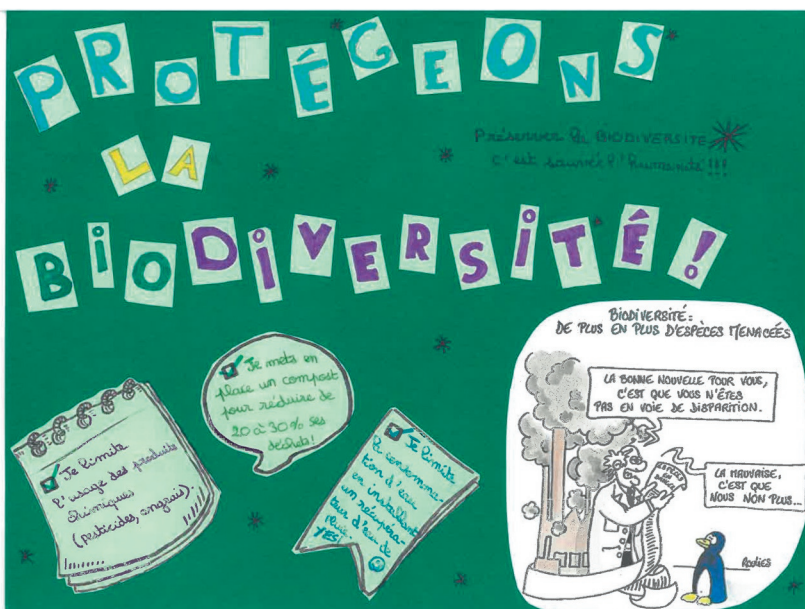 PROTÉGEONS
LA
Préserver la BIODIVERSITE
c'est sauver l'humanité !!!
BIODIVERSITÉ!
Je mets en
place un compost
pour réduire de
20 à 30% ses
déchets!
Je limite
l'usage des produits
chimiques
(pesticides, engrais).
Je limite
la consomma-
tion d'eau
en installant
un récupéra-
teur d'eau de
pluie.
YES!
BIODIVERSITÉ:
DE PLUS EN PLUS D'ESPÈCES MENACÉES
LA BONNE NOUVELLE POUR VOUS,
C'EST QUE VOUS N'ÊTES
PAS EN VOIE DE DISPARITION.
LA MAUVAISE,
C'EST QUE
NOUS NON PLUS...